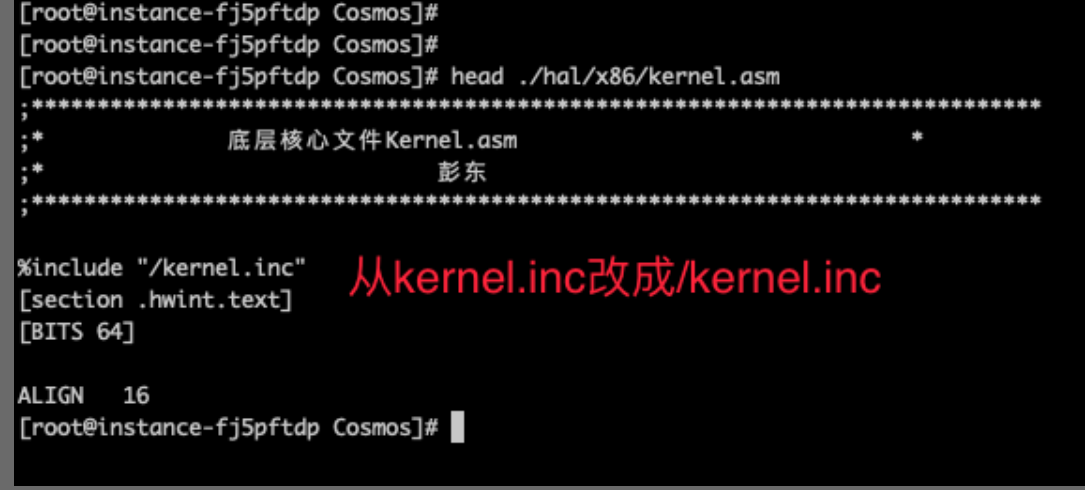 [root@instance-fj5pftdp Cosmos]#
[root@instance-fj5pftdp Cosmos]#
[root@instance-fj5pftdp Cosmos]# head ./hal/x86/kernel.asm
;*****************************************************************************
;* 底层核心文件Kernel.asm *
;* 彭东
;*****************************************************************************
%include "/kernel.inc"
从kernel.inc改成/kernel.inc
[section .hwint.text]
[BITS 64]
ALIGN 16
[root@instance-fj5pftdp Cosmos]#